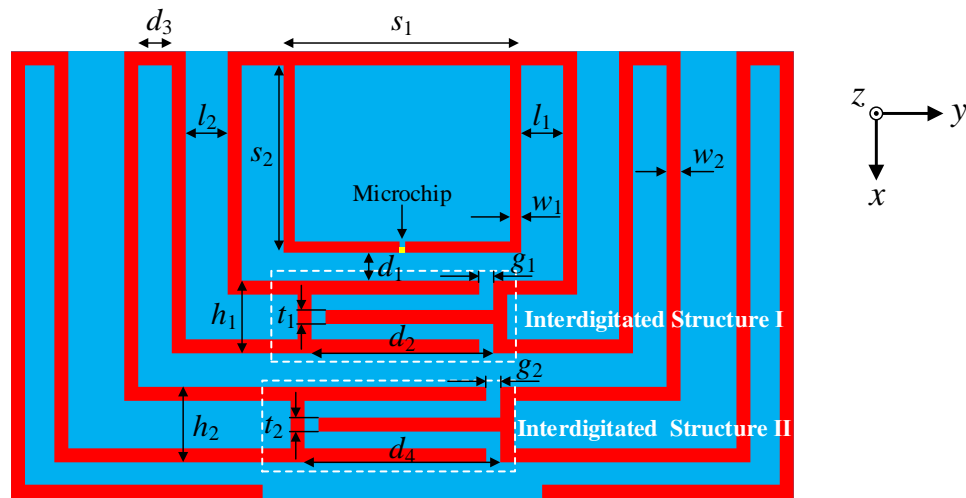 d3
s1
z
y
x
l2
l1
s2
w2
Microchip
w1
d1
g1
h1
t1
Interdigitated Structure I
d2
g2
h2
t2
Interdigitated Structure II
d4